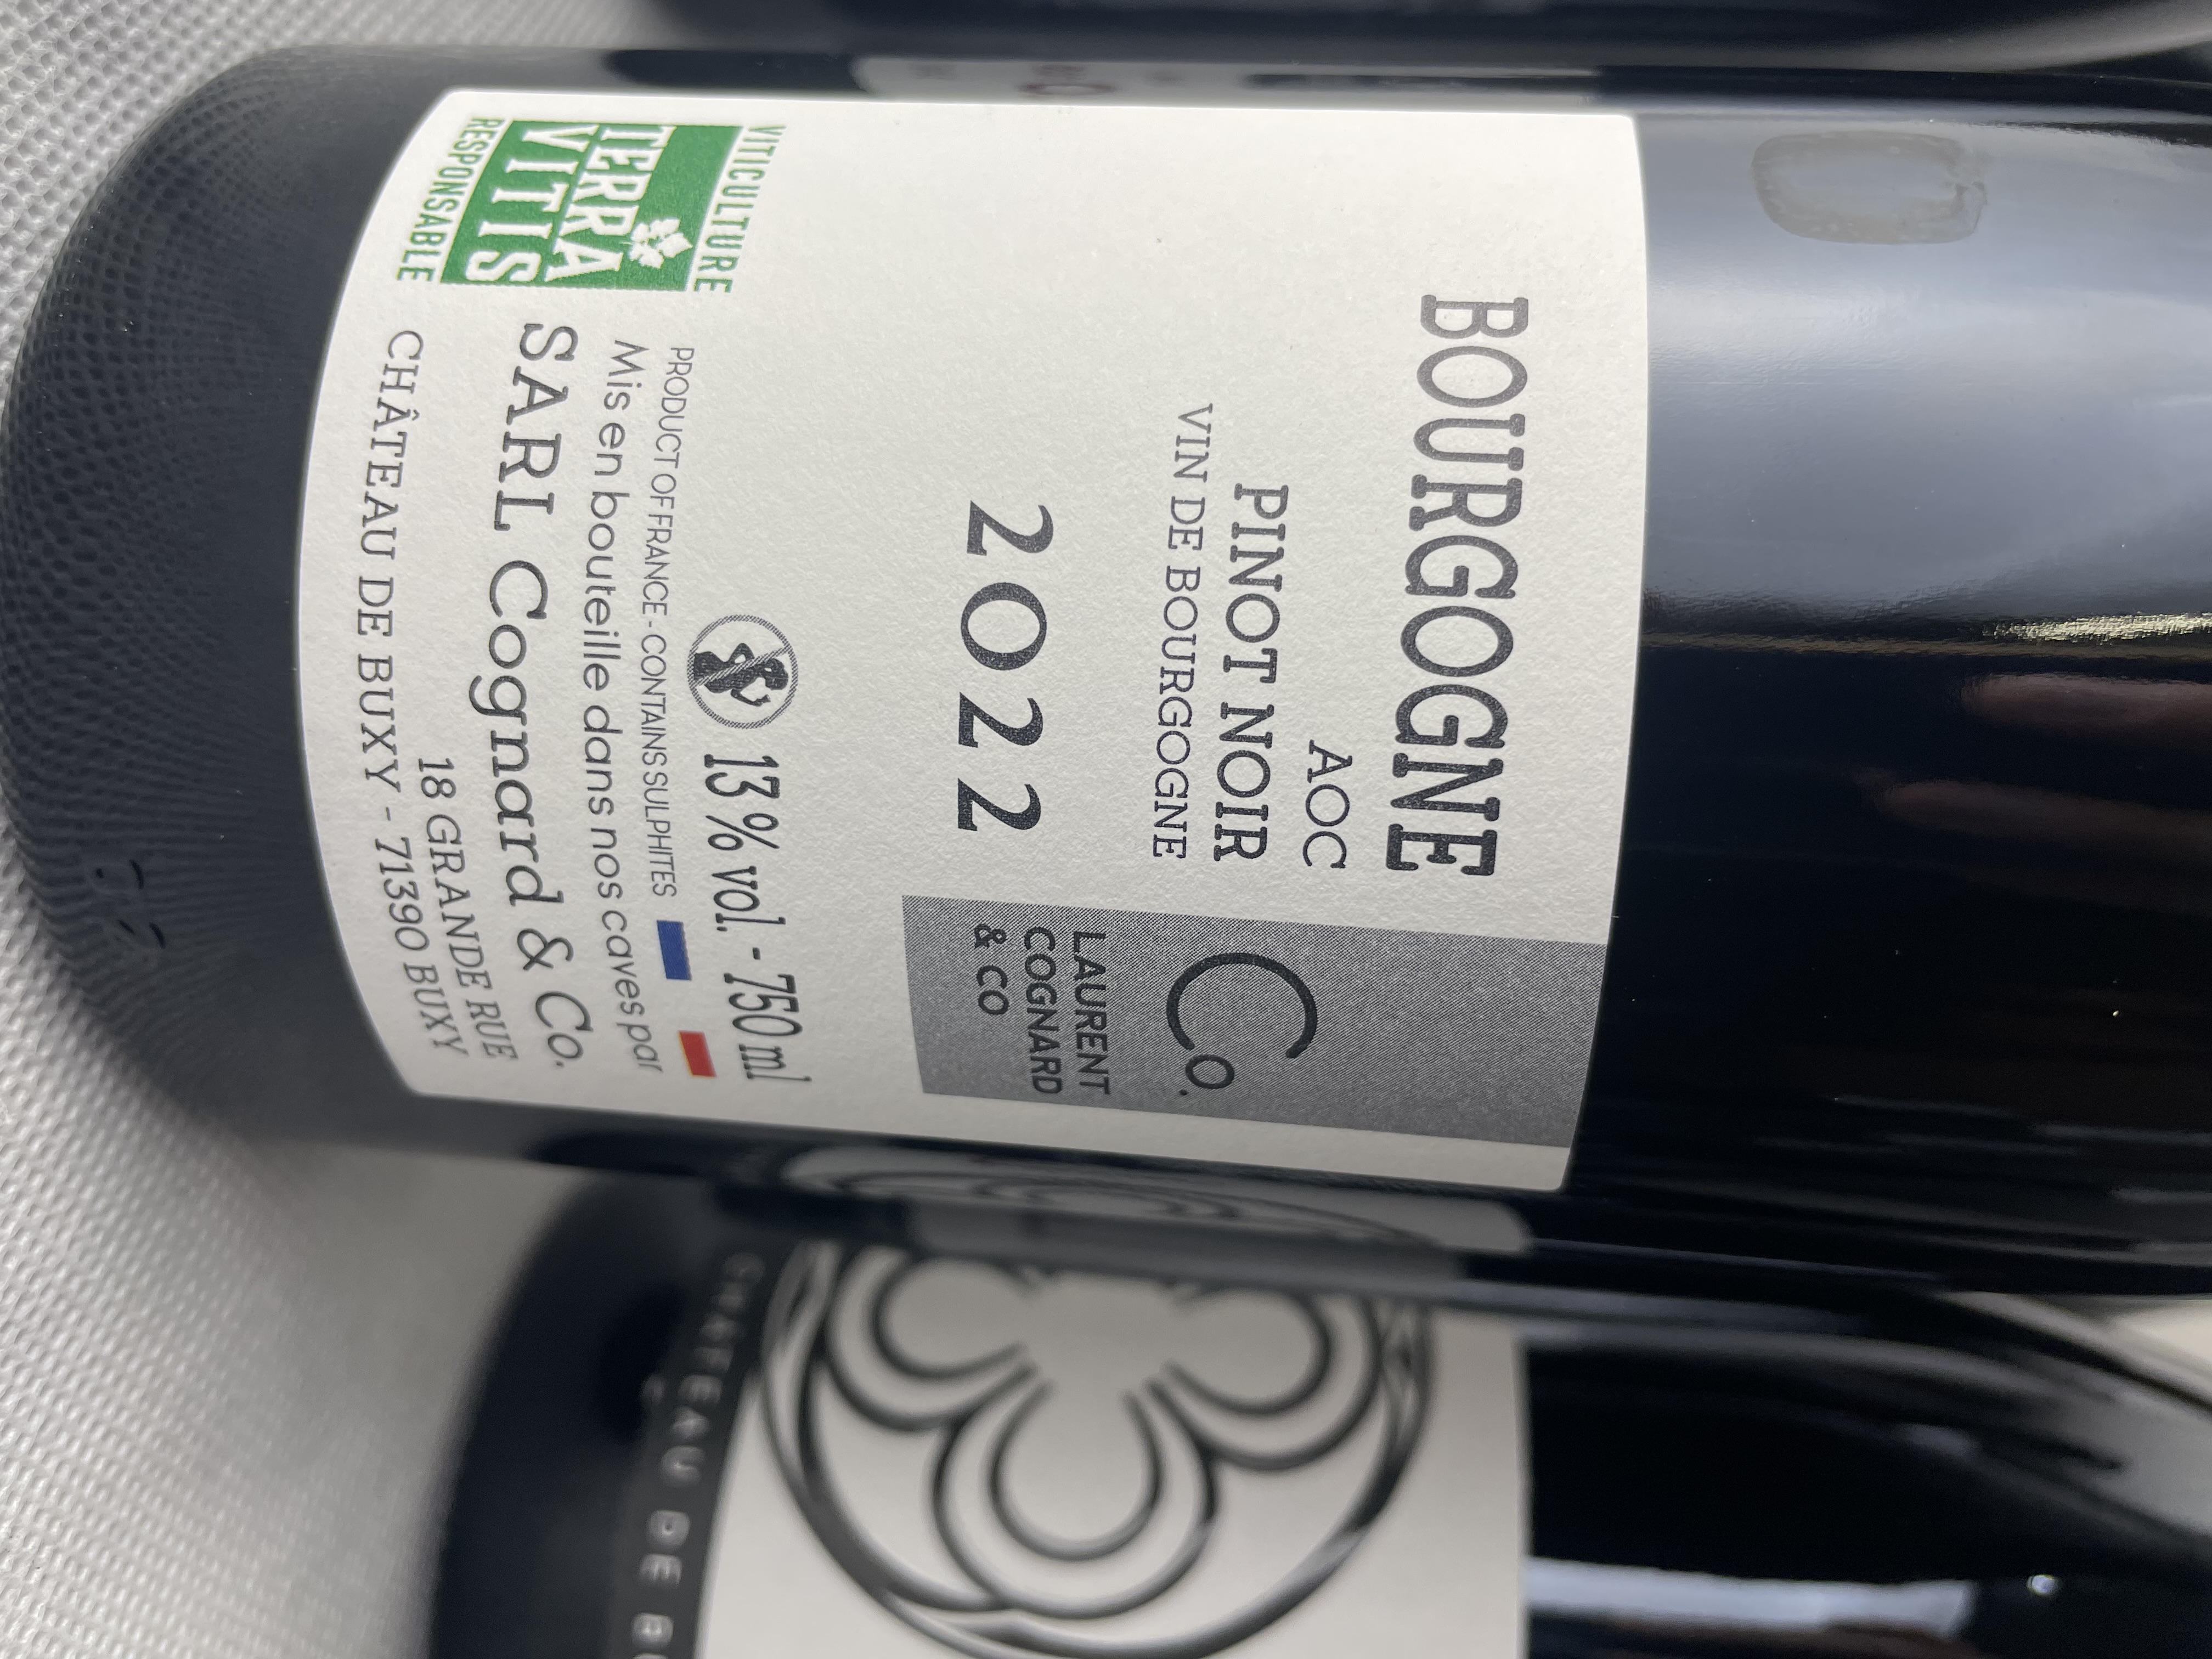 BOURGOGNE
AOC
PINOT NOIR
VIN DE BOURGOGNE
2022
Co.
LAURENT
COGNARD
& CO
13 % vol. - 750 ml
PRODUCT OF FRANCE - CONTAINS SULPHITES
Mis en bouteille dans nos caves par
SARL Cognard & Co.
18 GRANDE RUE
CHÂTEAU DE BUXY - 71390 BUXY
VITICULTURE
TERRA
VITIS
RESPONSABLE
CHÂTEAU DE